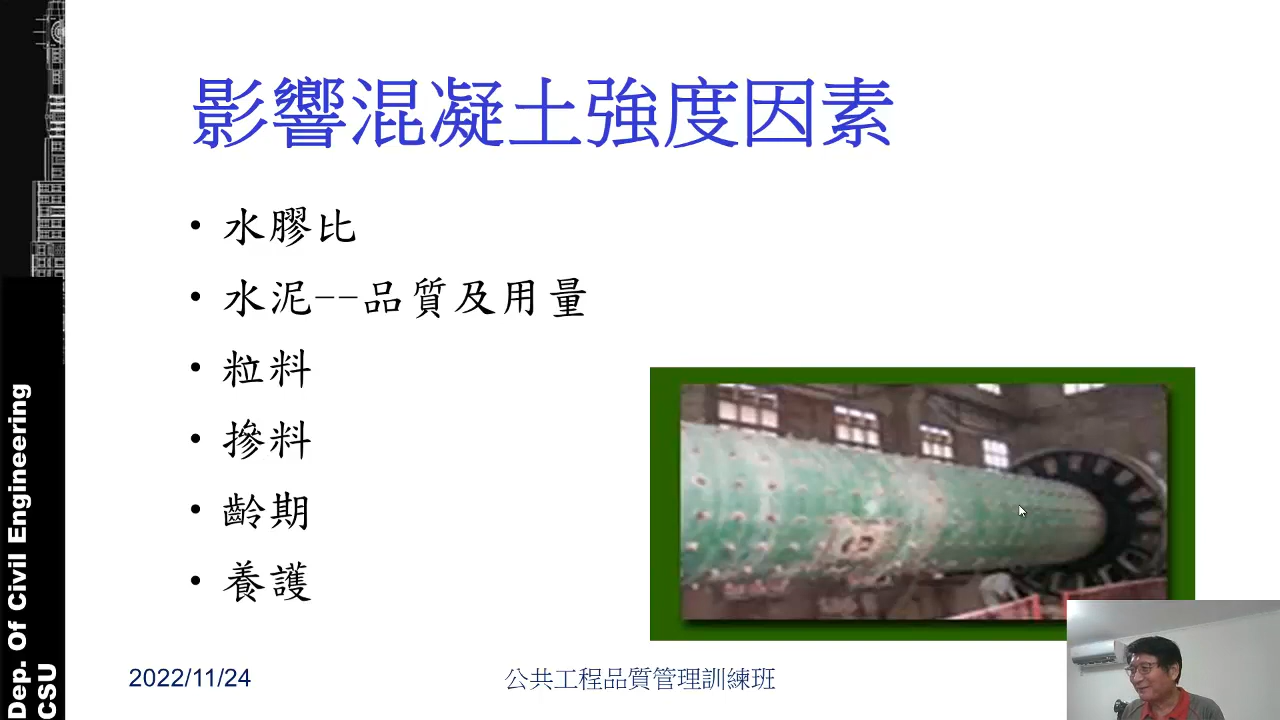 影響混凝土強度因素
• 水膠比
• 水泥--品質及用量
• 粒料
• 摻料
• 齡期
• 養護
2022/11/24
公共工程品質管理訓練班
Dep. Of Civil Engineering
CSU